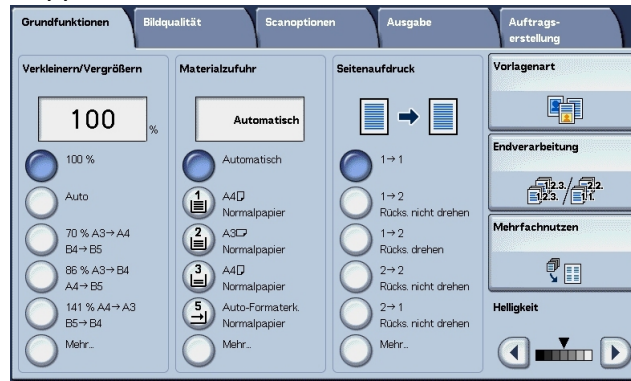 Grundfunktionen
Bildqualität
Scanoptionen
Ausgabe
Auftrags-
erstellung
Verkleinern/Vergrößern
100
%
100 %
Auto
70 % A3→A4
B4→B5
86 % A3→B4
A4→B5
141 % A4→A3
B5→B4
Mehr...
Materialzufuhr
Automatisch
Automatisch
1
A4
Normalpapier
2
A3
Normalpapier
3
A4
Normalpapier
5
Auto-Formaterk.
Normalpapier
Mehr...
Seitenaufdruck
1→1
1→2
Rücks. nicht drehen
1→2
Rücks. drehen
2→2
Rücks. nicht drehen
2→1
Rücks. nicht drehen
Mehr...
Vorlagenart
Endverarbeitung
Mehrfachnutzen
Helligkeit